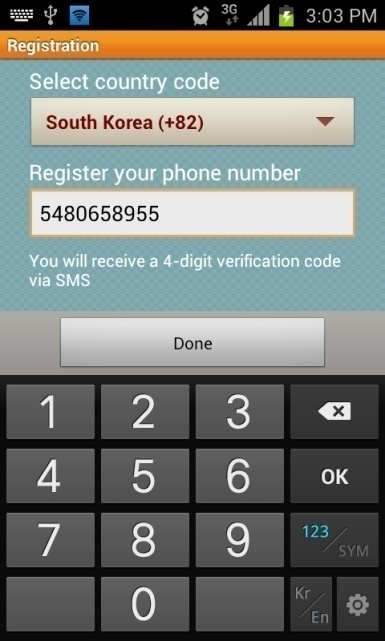 3G 3:03 PM
Registration
Select country code
South Korea (+82)
Register your phone number
5480658955
You will receive a 4-digit verification code
via SMS
Done
1 2 3
4 5 6 OK
7 8 9 123/SYM
0 Kr/En